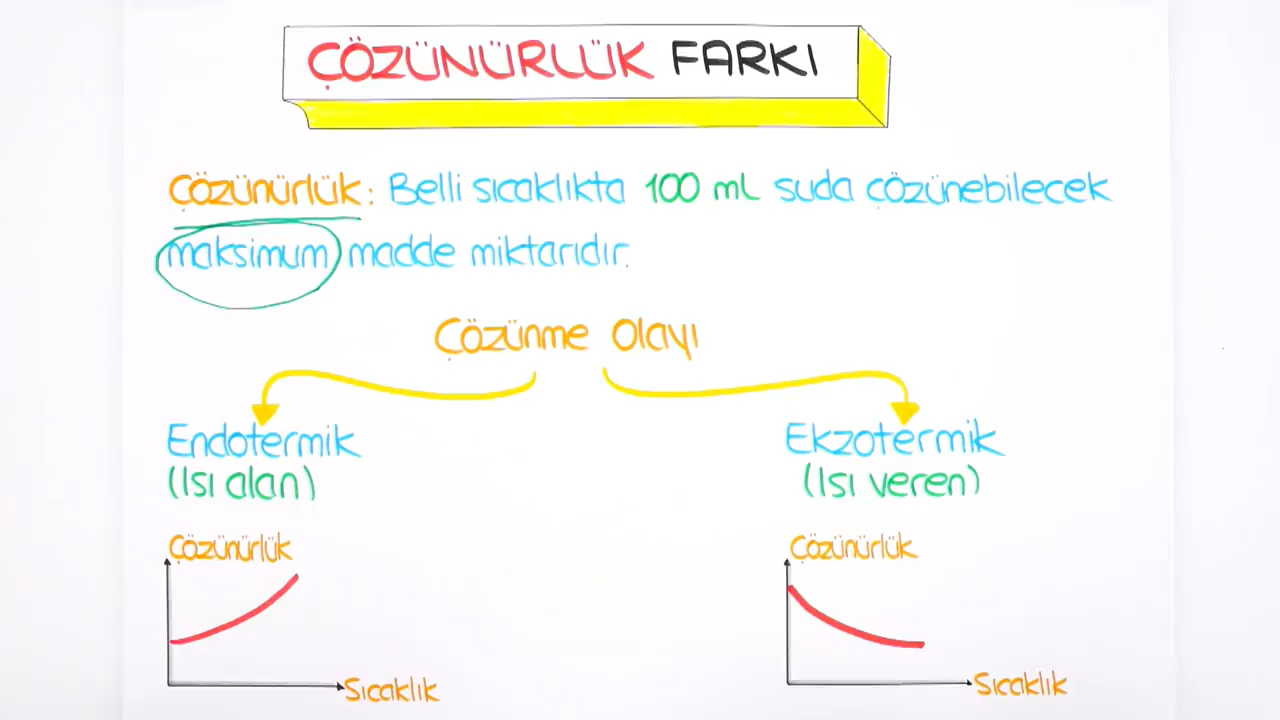 ÇÖZÜNÜRLÜK FARKI
Çözünürlük: Belli sıcaklıkta 100 ml suda çözünebilecek
maksimum madde miktarıdır.
Çözünme Olayı
Endotermik
(Isı alan)
Ekzotermik
(Isı veren)
Çözünürlük
Sıcaklık
Çözünürlük
Sıcaklık